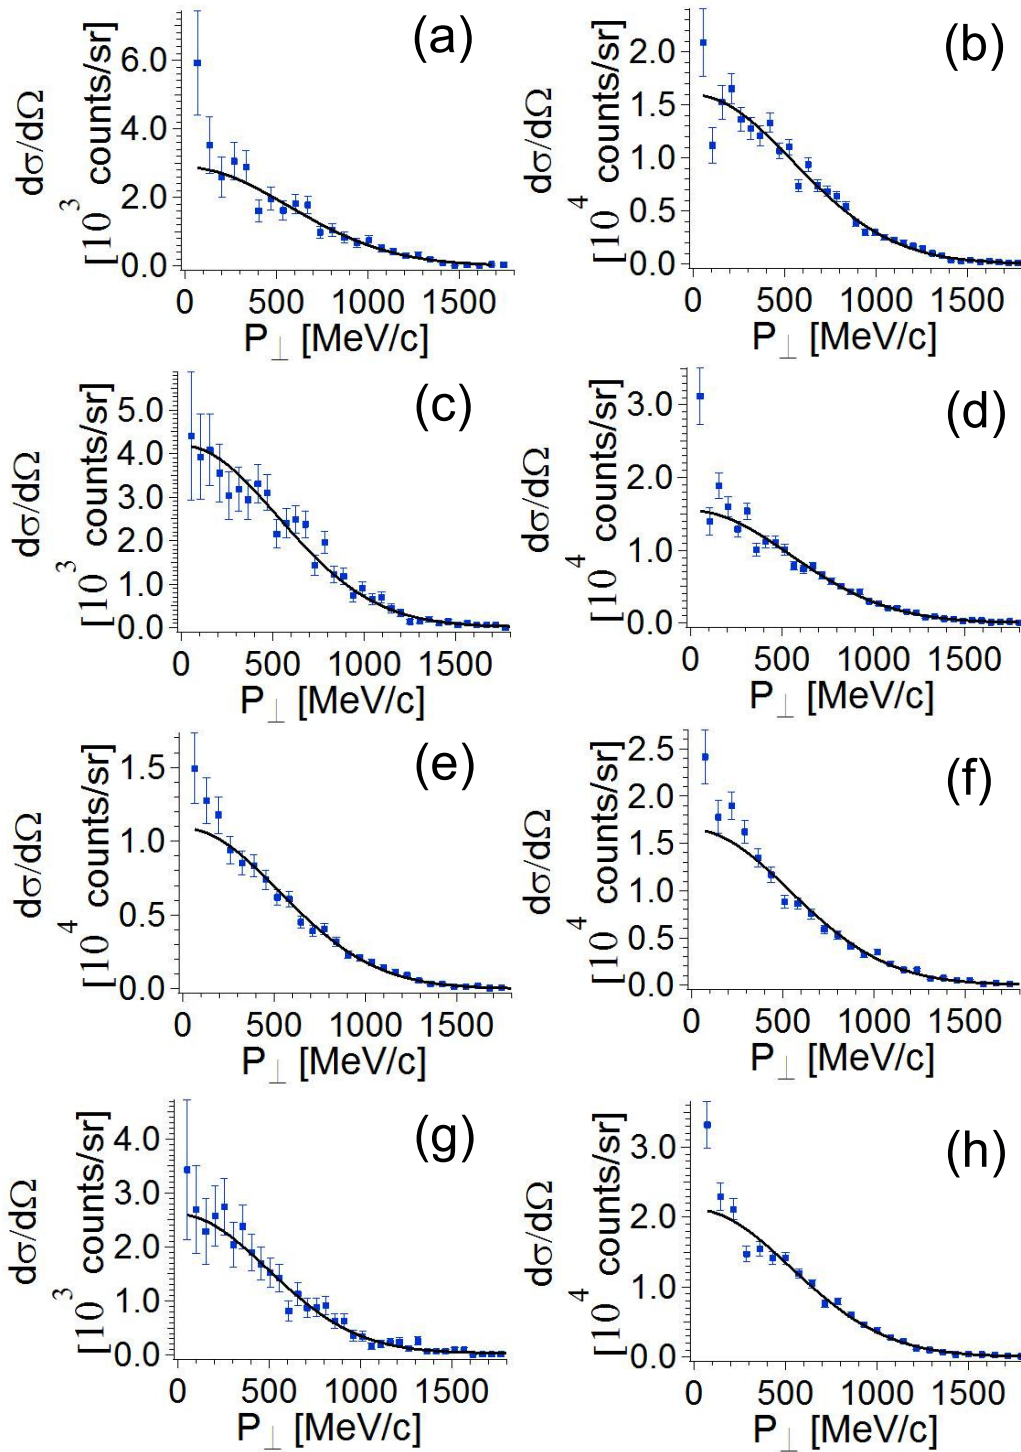 (a)
dσ/dΩ
[10³ counts/sr]
6.0
4.0
2.0
0.0
0 500 1000 1500
P⊥ [MeV/c]
(b)
dσ/dΩ
[10⁴ counts/sr]
2.0
1.5
1.0
0.5
0.0
0 500 1000 1500
P⊥ [MeV/c]
(c)
dσ/dΩ
[10³ counts/sr]
5.0
4.0
3.0
2.0
1.0
0.0
0 500 1000 1500
P⊥ [MeV/c]
(d)
dσ/dΩ
[10⁴ counts/sr]
3.0
2.0
1.0
0.0
0 500 1000 1500
P⊥ [MeV/c]
(e)
dσ/dΩ
[10⁴ counts/sr]
1.5
1.0
0.5
0.0
0 500 1000 1500
P⊥ [MeV/c]
(f)
dσ/dΩ
[10⁴ counts/sr]
2.5
2.0
1.5
1.0
0.5
0.0
0 500 1000 1500
P⊥ [MeV/c]
(g)
dσ/dΩ
[10³ counts/sr]
4.0
3.0
2.0
1.0
0.0
0 500 1000 1500
P⊥ [MeV/c]
(h)
dσ/dΩ
[10⁴ counts/sr]
3.0
2.0
1.0
0.0
0 500 1000 1500
P⊥ [MeV/c]